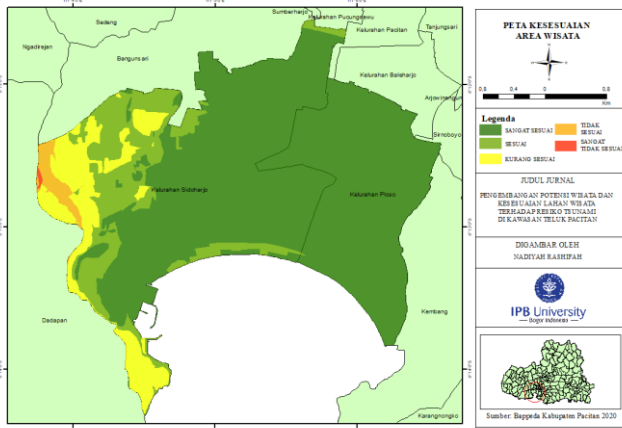 Sedeng
Sumberharjo
Kelurahan Pucangsewu
Kelurahan Pacitan
Tanjungsari
Ngadirejan
Bangunsari
Kelurahan Baleharjo
Arjowinangun
Sirnoboyo
Kelurahan Sidoharjo
Kelurahan Ploso
Dadapan
Kembang
Karangnongko
PETA KESESUAIAN
AREA WISATA
0,8 0,4 0 0,8
Km
Legenda
SANGAT SESUAI
SESUAI
KURANG SESUAI
TIDAK
SESUAI
SANGAT
TIDAK SESUAI
JUDUL JURNAL
PENGEMBANGAN POTENSI WISATA DAN
KESESUAIAN LAHAN WISATA
TERHADAP RESIKO TSUNAMI
DI KAWASAN TELUK PACITAN
DIGAMBAR OLEH
NADIYAH RASHIFAH
IPB University
Bogor Indonesia
Sumber: Bappeda Kabupaten Pacitan 2020